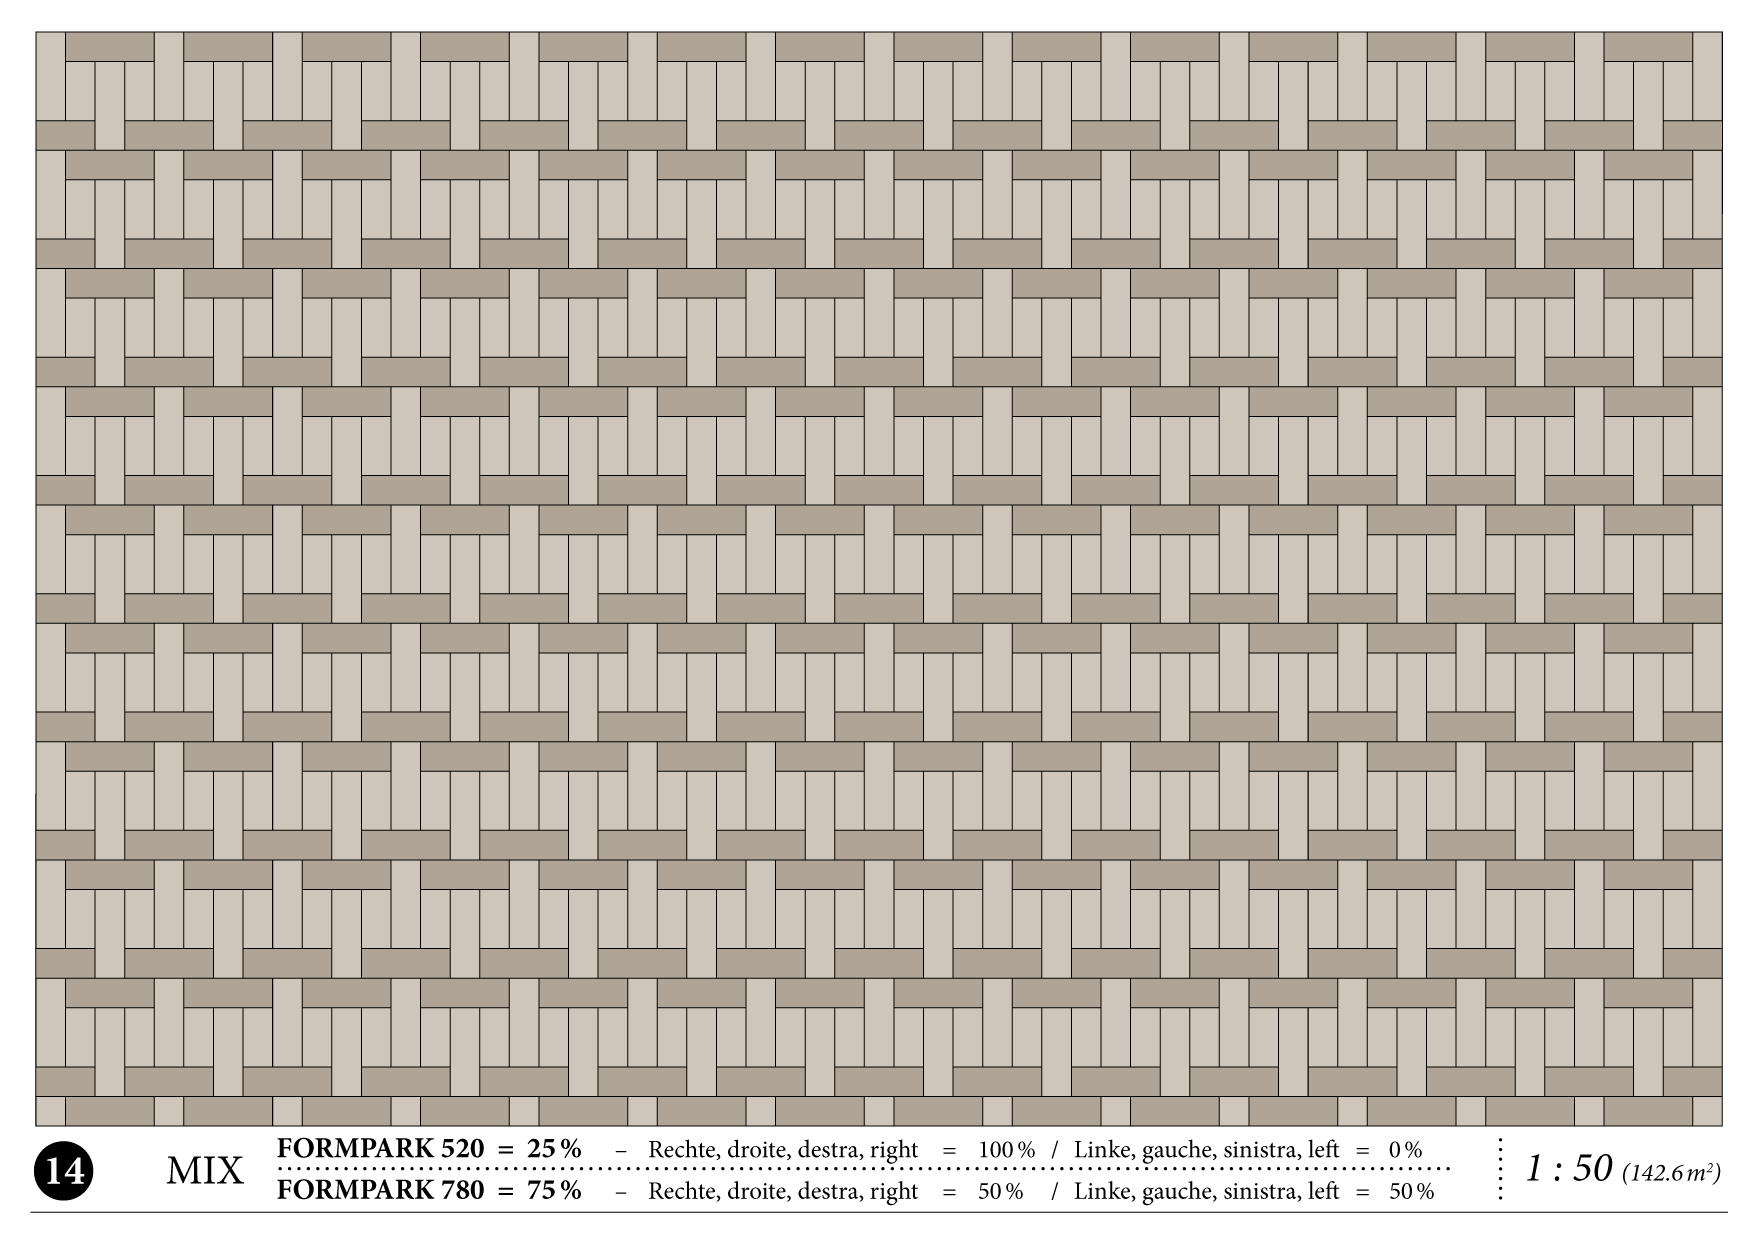 14
MIX
FORMPARK 520 = 25 % – Rechte, droite, destra, right = 100 % / Linke, gauche, sinistra, left = 0 %
FORMPARK 780 = 75 % – Rechte, droite, destra, right = 50 % / Linke, gauche, sinistra, left = 50 %
1 : 50 (142.6 m²)